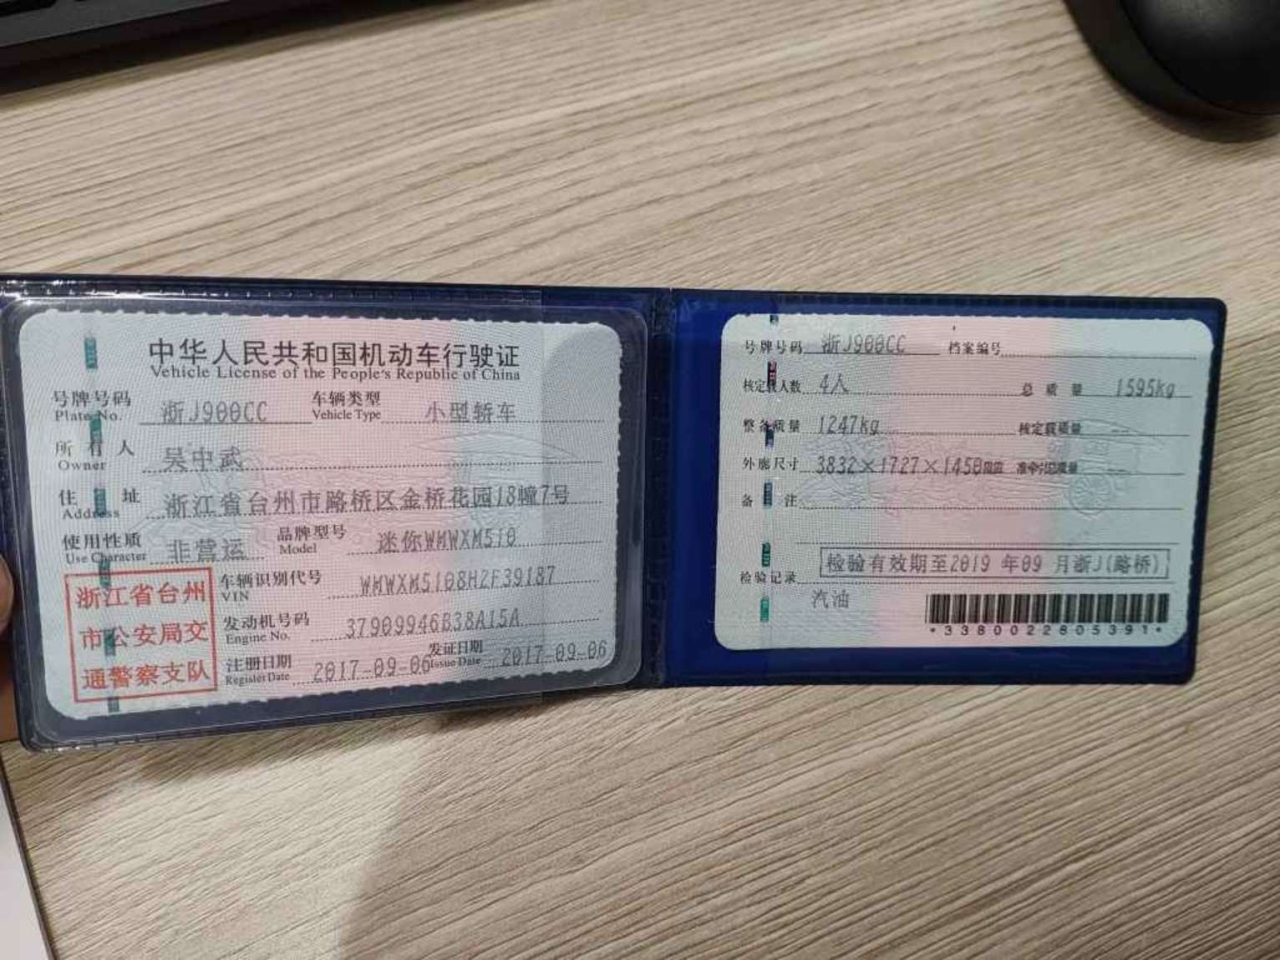 中华人民共和国机动车行驶证
Vehicle License of the People's Republic of China
号牌号码 浙J900CC 车辆类型 小型轿车
Plate No. Vehicle Type
所有人 吴中武
Owner
住址 浙江省台州市路桥区金桥花园18幢7号
Address
使用性质 非营运 品牌型号 迷你WMWXM510
Use Character Model
浙江省台州
市公安局交
通警察支队
车辆识别代号 WMWXM5108H2F39187
VIN
发动机号码 37909946B38A15A
Engine No.
注册日期 2017-09-06 发证日期 2017-09-06
Register Date Issue Date
号牌号码 浙J900CC 档案编号
核定载人数 4人 总质量 1595kg
整备质量 1247kg 核定载质量 --
外廓尺寸 3832×1727×1450mm 准牵引总质量
备注
检验有效期至2019 年09 月浙J(路桥)
检验记录
汽油
*3380022805391*